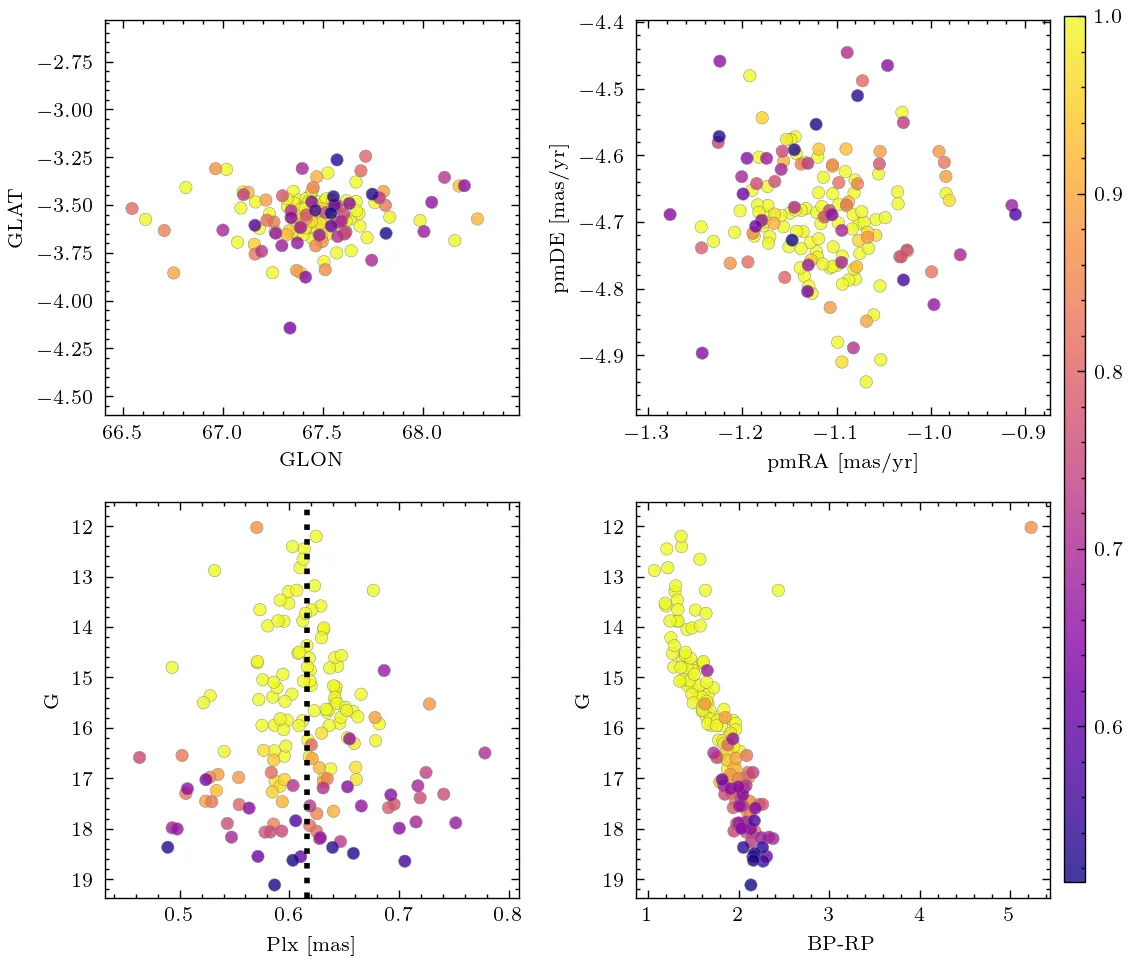 GLAT
−2.75
−3.00
−3.25
−3.50
−3.75
−4.00
−4.25
−4.50
66.5 67.0 67.5 68.0
GLON
pmDE [mas/yr]
−4.4
−4.5
−4.6
−4.7
−4.8
−4.9
−1.3 −1.2 −1.1 −1.0 −0.9
pmRA [mas/yr]
1.0
0.9
0.8
0.7
0.6
G
12
13
14
15
16
17
18
19
0.5 0.6 0.7 0.8
Plx [mas]
G
12
13
14
15
16
17
18
19
1 2 3 4 5
BP-RP